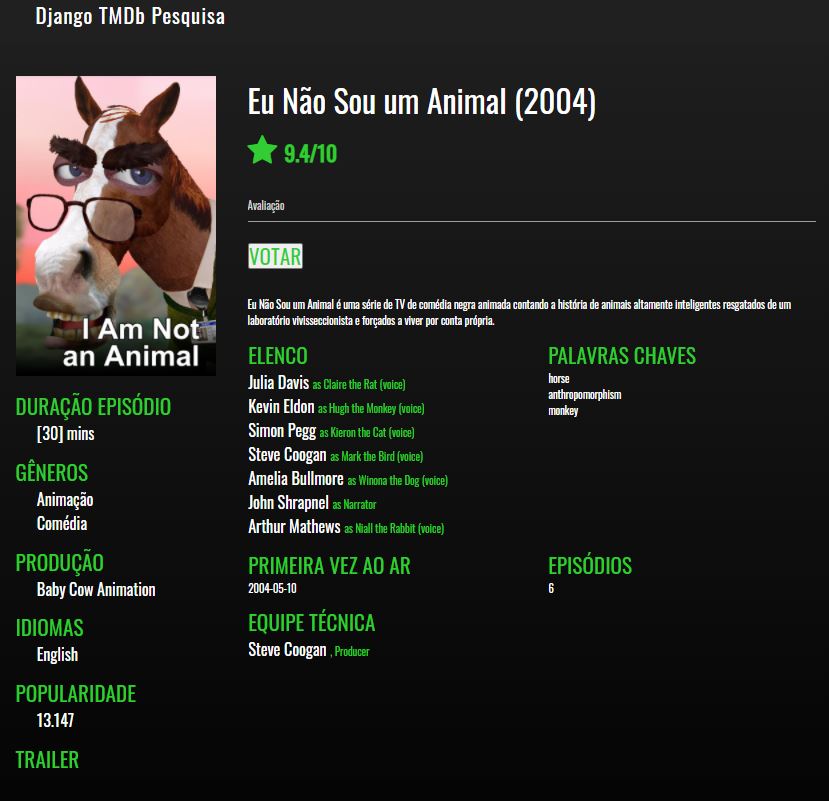 Django TMDb Pesquisa
I Am Not
an Animal
Eu Não Sou um Animal (2004)
9.4/10
Avaliação
VOTAR
Eu Não Sou um Animal é uma série de TV de comédia negra animada contando a história de animais altamente inteligentes resgatados de um
laboratório vivisseccionista e forçados a viver por conta própria.
DURAÇÃO EPISÓDIO
[30] mins
GÊNEROS
Animação
Comédia
PRODUÇÃO
Baby Cow Animation
IDIOMAS
English
POPULARIDADE
13.147
TRAILER
ELENCO
Julia Davis as Claire the Rat (voice)
Kevin Eldon as Hugh the Monkey (voice)
Simon Pegg as Kieron the Cat (voice)
Steve Coogan as Mark the Bird (voice)
Amelia Bullmore as Winona the Dog (voice)
John Shrapnel as Narrator
Arthur Mathews as Niall the Rabbit (voice)
PALAVRAS CHAVES
horse
anthropomorphism
monkey
PRIMEIRA VEZ AO AR
2004-05-10
EPISÓDIOS
6
EQUIPE TÉCNICA
Steve Coogan , Producer